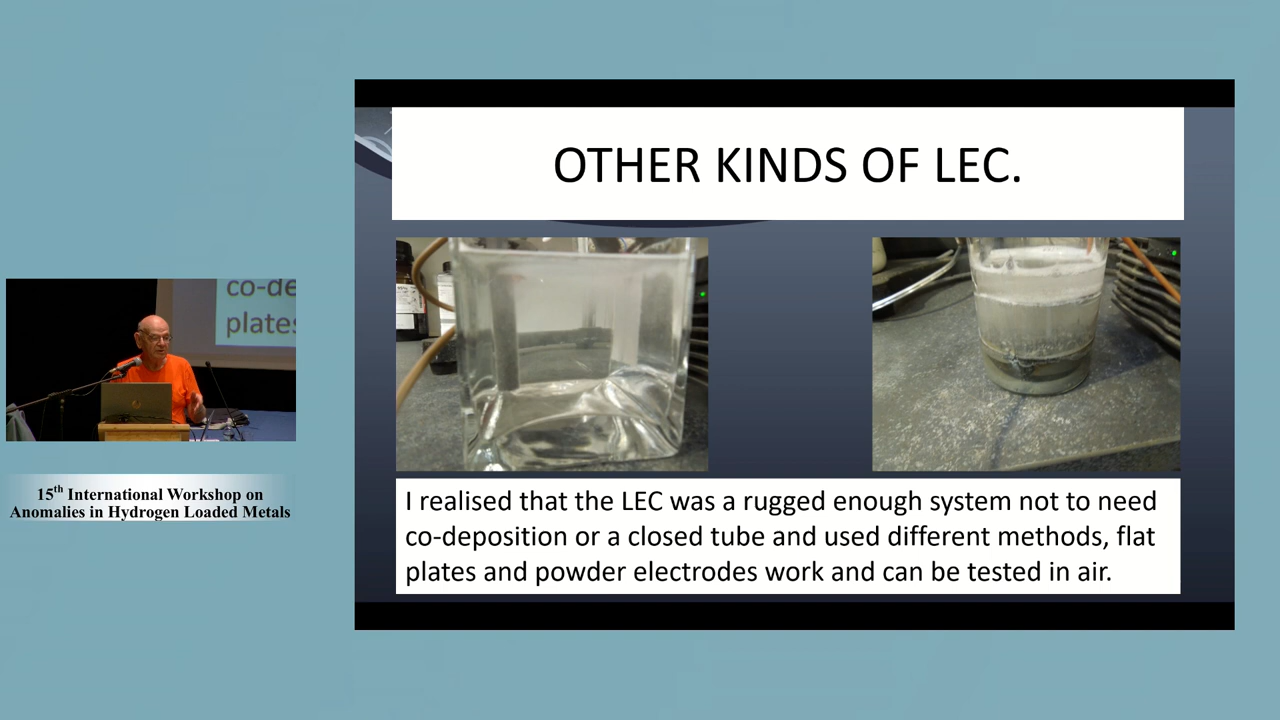 OTHER KINDS OF LEC.
co-de
plates
15th International Workshop on
Anomalies in Hydrogen Loaded Metals
I realised that the LEC was a rugged enough system not to need
co-deposition or a closed tube and used different methods, flat
plates and powder electrodes work and can be tested in air.